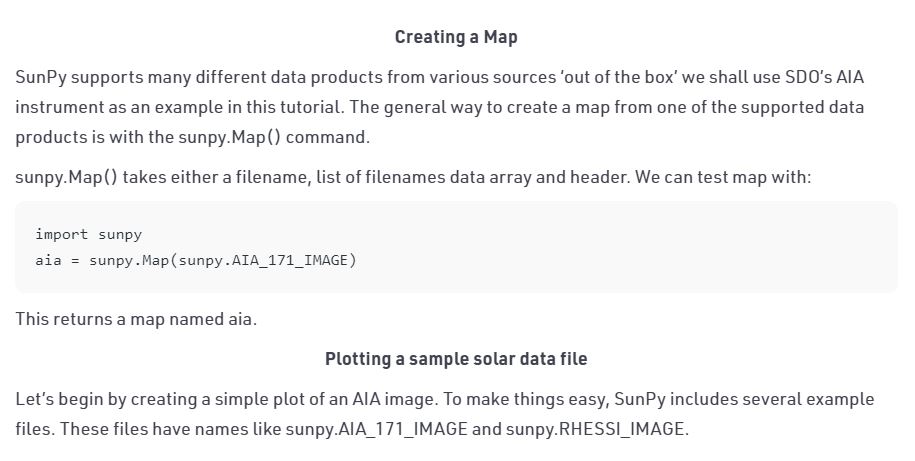 Creating a Map
SunPy supports many different data products from various sources ‘out of the box’ we shall use SDO’s AIA
instrument as an example in this tutorial. The general way to create a map from one of the supported data
products is with the sunpy.Map() command.
sunpy.Map() takes either a filename, list of filenames data array and header. We can test map with:
import sunpy
aia = sunpy.Map(sunpy.AIA_171_IMAGE)
This returns a map named aia.
Plotting a sample solar data file
Let’s begin by creating a simple plot of an AIA image. To make things easy, SunPy includes several example
files. These files have names like sunpy.AIA_171_IMAGE and sunpy.RHESSI_IMAGE.